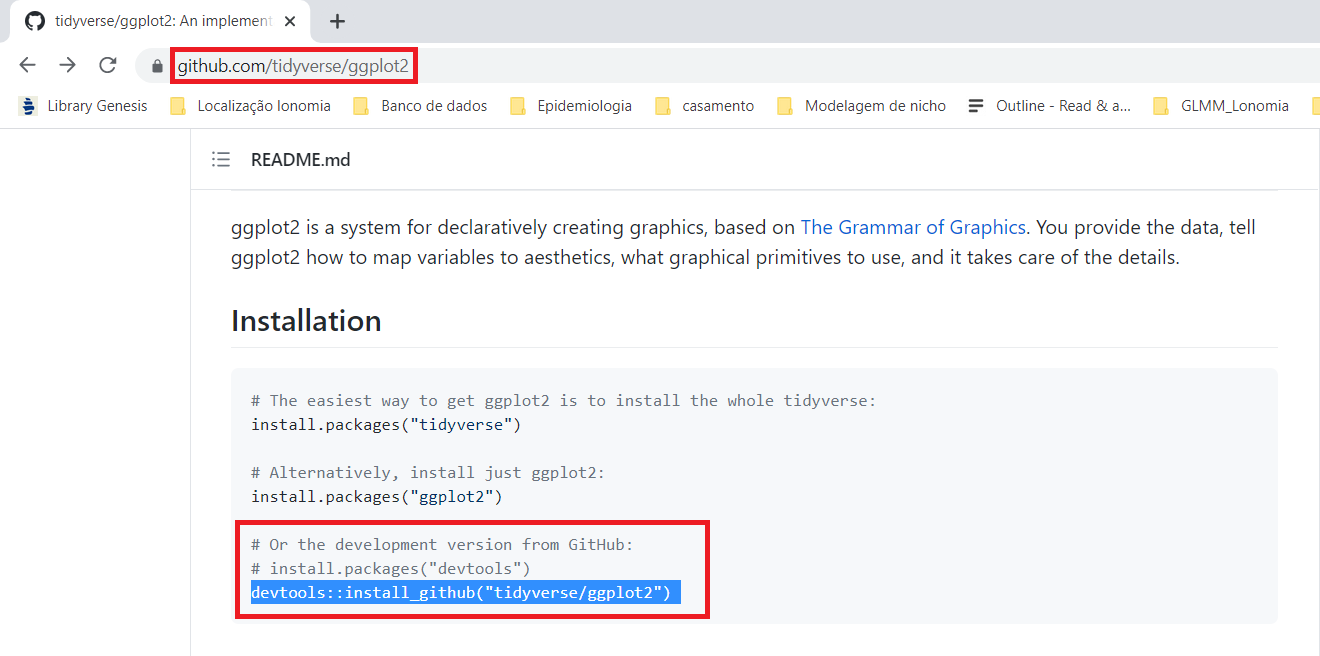 tidyverse/ggplot2: An implement
github.com/tidyverse/ggplot2
Library Genesis Localização lonomia Banco de dados Epidemiologia casamento Modelagem de nicho Outline - Read & a... GLMM_Lonomia
README.md
ggplot2 is a system for declaratively creating graphics, based on The Grammar of Graphics. You provide the data, tell
ggplot2 how to map variables to aesthetics, what graphical primitives to use, and it takes care of the details.
Installation
# The easiest way to get ggplot2 is to install the whole tidyverse:
install.packages("tidyverse")
# Alternatively, install just ggplot2:
install.packages("ggplot2")
# Or the development version from GitHub:
# install.packages("devtools")
devtools::install_github("tidyverse/ggplot2")